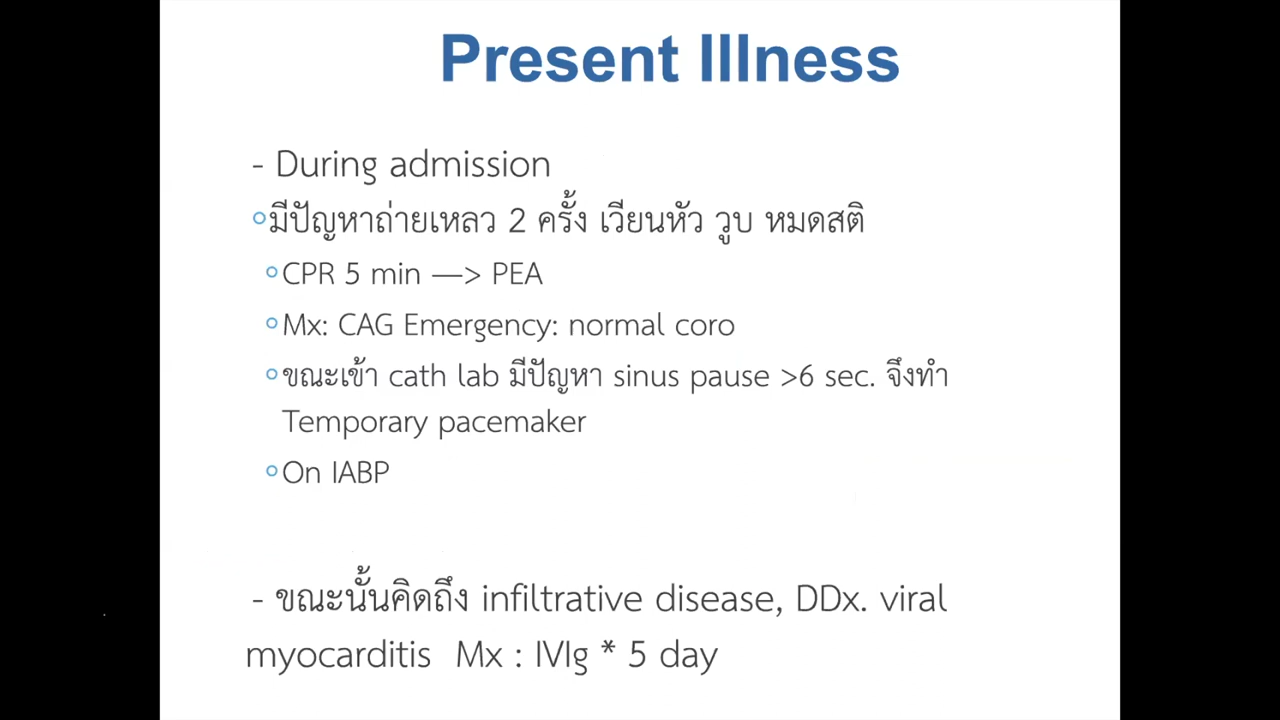 Present Illness
- During admission
มีปัญหาถ่ายเหลว 2 ครั้ง เวียนหัว วูบ หมดสติ
CPR 5 min —> PEA
Mx: CAG Emergency: normal coro
ขณะเข้า cath lab มีปัญหา sinus pause >6 sec. จึงทำ
Temporary pacemaker
On IABP
- ขณะนั้นคิดถึง infiltrative disease, DDx. viral
myocarditis  Mx : IVIg * 5 day